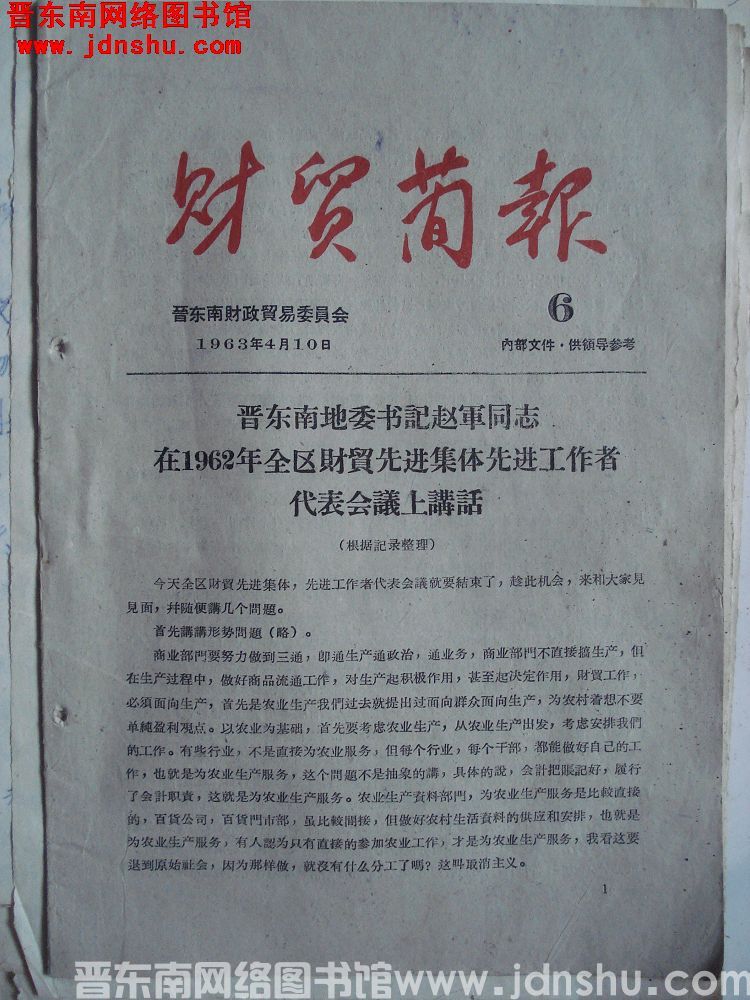 晋东南网络图书馆
www.jdnshu.com
财贸简報
晋东南財政貿易委員会
6
1963年4月10日
內部文件·供領导参考
晋东南地委书記赵軍同志
在1962年全区財貿先进集体先进工作者
代表会議上講話
（根据記录整理）
今天全区財貿先进集体，先进工作者代表会議就要結束了，趁此机会，来和大家見
見面，幷随便講几个問題。
首先講講形势問題（略）。
商业部門要努力做到三通，卽通生产通政治，通业务，商业部門不直接搞生产，但
在生产过程中，做好商品流通工作，对生产起积极作用，甚至起决定作用，財貿工作，
必須面向生产，首先是农业生产我們过去就提出过面向群众面向生产，为农村着想不要
单純盈利观点。以农业为基础，首先要考虑农业生产，从农业生产出发，考虑安排我們
的工作。有些行业，不是直接为农业服务，但每个行业，每个干部，都能做好自己的工
作，也就是为农业生产服务，这个問題不是抽象的講，具体的說，会計把賬記好，履行
了会計职責，这就是为农业生产服务。农业生产資料部門，为农业生产服务是比較直接
的，百貨公司，百貨門市部，虽比較間接，但做好农村生活資料的供应和安排，也就是
为农业生产服务，有人認为只有直接的参加农业工作，才是为农业生产服务，我看这要
退到原始社会，因为那样做，就沒有什么分工了嗎？这叫取消主义。
1
晋东南网络图书馆www.jdnshu.com